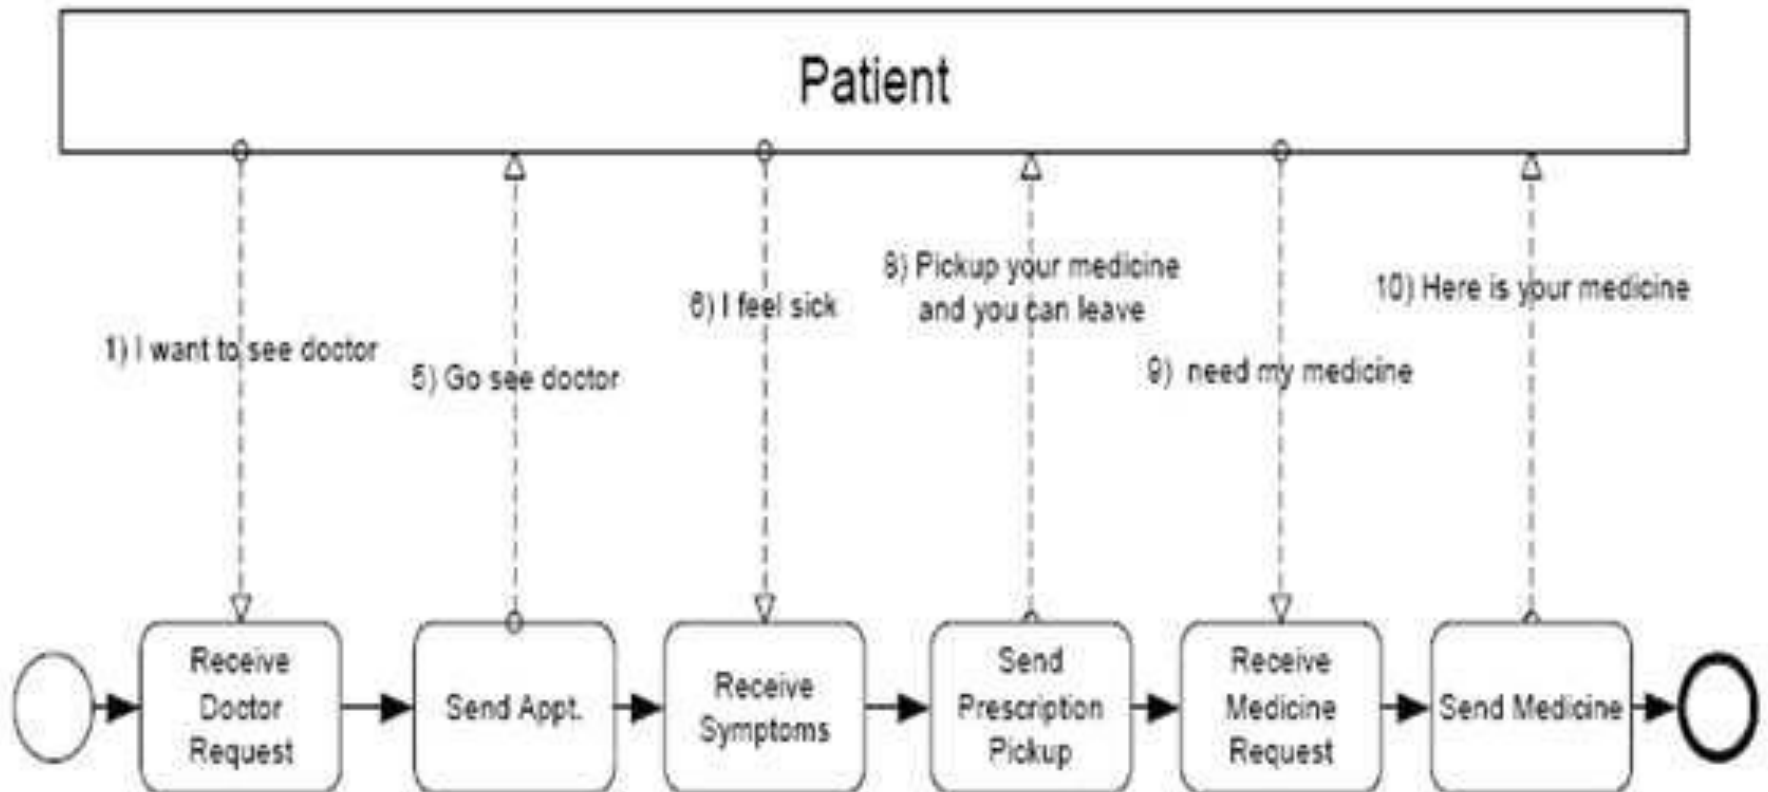 Patient
1) I want to see doctor
5) Go see doctor
6) I feel sick
8) Pickup your medicine
and you can leave
9) need my medicine
10) Here is your medicine
Receive
Doctor
Request
Send Appt.
Receive
Symptoms
Send
Prescription
Pickup
Receive
Medicine
Request
Send Medicine